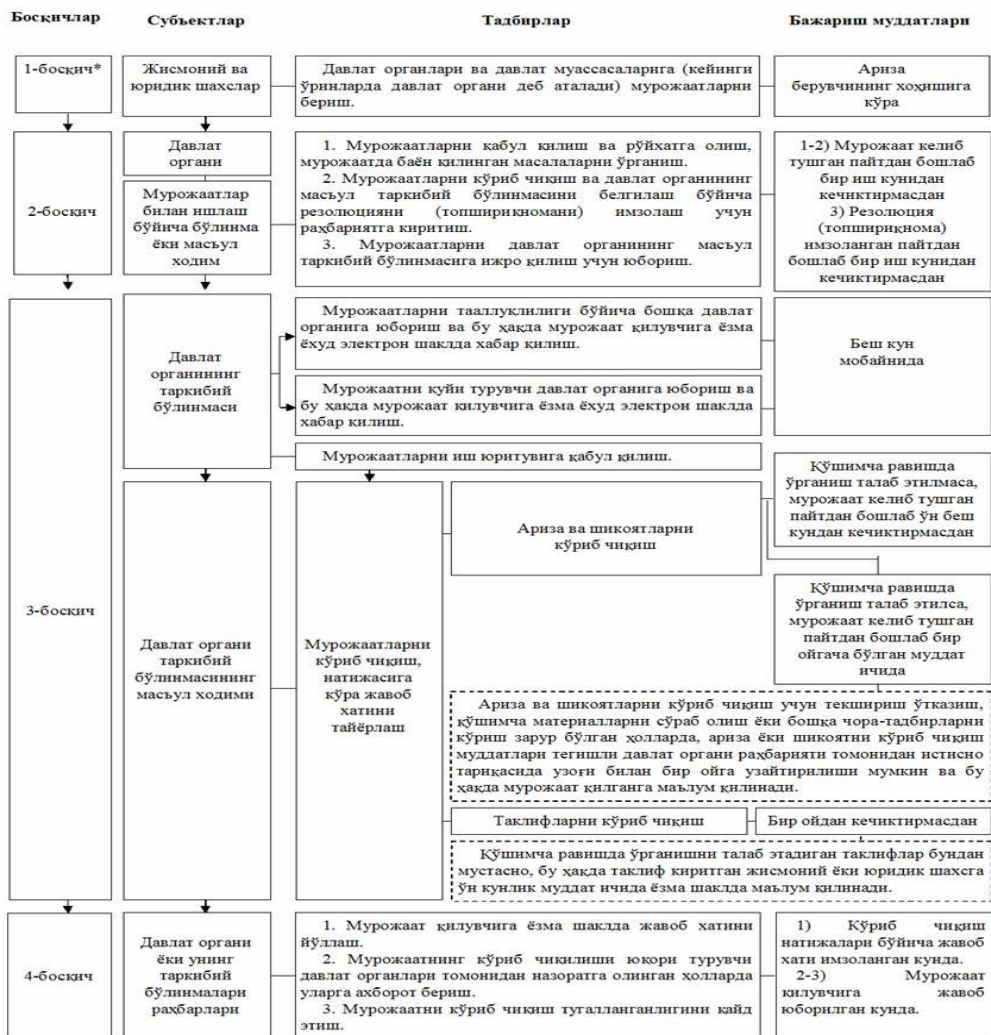 Босқичлар
Субъектлар
Тадбирлар
Бажариш муддатлари
1-босқич*
Жисмоний ва
юридик шахслар
Давлат органлари ва давлат муассасаларига (кейинги
ўринларда давлат органи деб аталади) мурожаатларни
бериш.
Ариза
берувчининг хоҳишига
кўра
2-босқич
Давлат
органи
Мурожаатлар
билан ишлаш
бўйича бўлинма
ёки масъул
ходим
1. Мурожаатларни қабул қилиш ва рўйхатга олиш,
мурожаатда баён қилинган масалаларни ўрганиш.
2. Мурожаатларни кўриб чиқиш ва давлат органининг
масъул таркибий бўлинмасини белгилаш бўйича
резолюцияни (топшириқномани) имзолаш учун
раҳбариятга киритиш.
3. Мурожаатларни давлат органининг масъул
таркибий бўлинмасига ижро қилиш учун юбориш.
1-2) Мурожаат келиб
тушган пайтдан бошлаб
бир иш кунидан
кечиктирмасдан
3) Резолюция
(топшириқнома)
имзоланган пайтдан
бошлаб бир иш кунидан
кечиктирмасдан
3-босқич
Давлат
органининг
таркибий
бўлинмаси
Мурожаатларни тааллуқлилиги бўйича бошқа давлат
органига юбориш ва бу ҳақда мурожаат қилувчига ёзма
ёхуд электрон шаклда хабар қилиш.
Мурожаатни қуйи турувчи давлат органига юбориш ва
бу ҳақда мурожаат қилувчига ёзма ёхуд электрон шаклда
хабар қилиш.
Беш кун
мобайнида
Мурожаатларни иш юритувига қабул қилиш.
Давлат органи
таркибий
бўлинмасининг
масъул ходими
Мурожаатларни
кўриб чиқиш,
натижасига
кўра жавоб
хатини
тайёрлаш
Ариза ва шикоятларни
кўриб чиқиш
Қўшимча равишда
ўрганиш талаб этилмаса,
мурожаат келиб тушган
пайтдан бошлаб ўн беш
кундан кечиктирмасдан
Қўшимча равишда
ўрганиш талаб этилса,
мурожаат келиб тушган
пайтдан бошлаб бир
ойгача бўлган муддат
ичида
Ариза ва шикоятларни кўриб чиқиш учун текшириш ўтказиш,
қўшимча материалларни сўраб олиш ёки бошқа чора-тадбирларни
кўриш зарур бўлган ҳолларда, ариза ёки шикоятни кўриб чиқиш
муддатлари тегишли давлат органи раҳбарияти томонидан истисно
тариқасида узоғи билан бир ойга узайтирилиши мумкин ва бу
ҳақда мурожаат қилганга маълум қилинади.
Таклифларни кўриб чиқиш
Бир ойдан кечиктирмасдан
Қўшимча равишда ўрганишни талаб этадиган таклифлар бундан
мустасно, бу ҳақда таклиф киритган жисмоний ёки юридик шахсга
ўн кунлик муддат ичида ёзма шаклда маълум қилинади.
4-босқич
Давлат органи
ёки унинг
таркибий
бўлинмалари
раҳбарлари
1. Мурожаат қилувчига ёзма шаклда жавоб хатини
йўллаш.
2. Мурожаатнинг кўриб чиқилиши юқори турувчи
давлат органлари томонидан назоратга олинган ҳолларда
уларга ахборот бериш.
3. Мурожаатни кўриб чиқиш тугалланганлигини қайд
этиш.
1) Кўриб чиқиш
натижалари бўйича жавоб
хати имзоланган кунда.
2-3) Мурожаат
қилувчига жавоб
юборилган кунда.